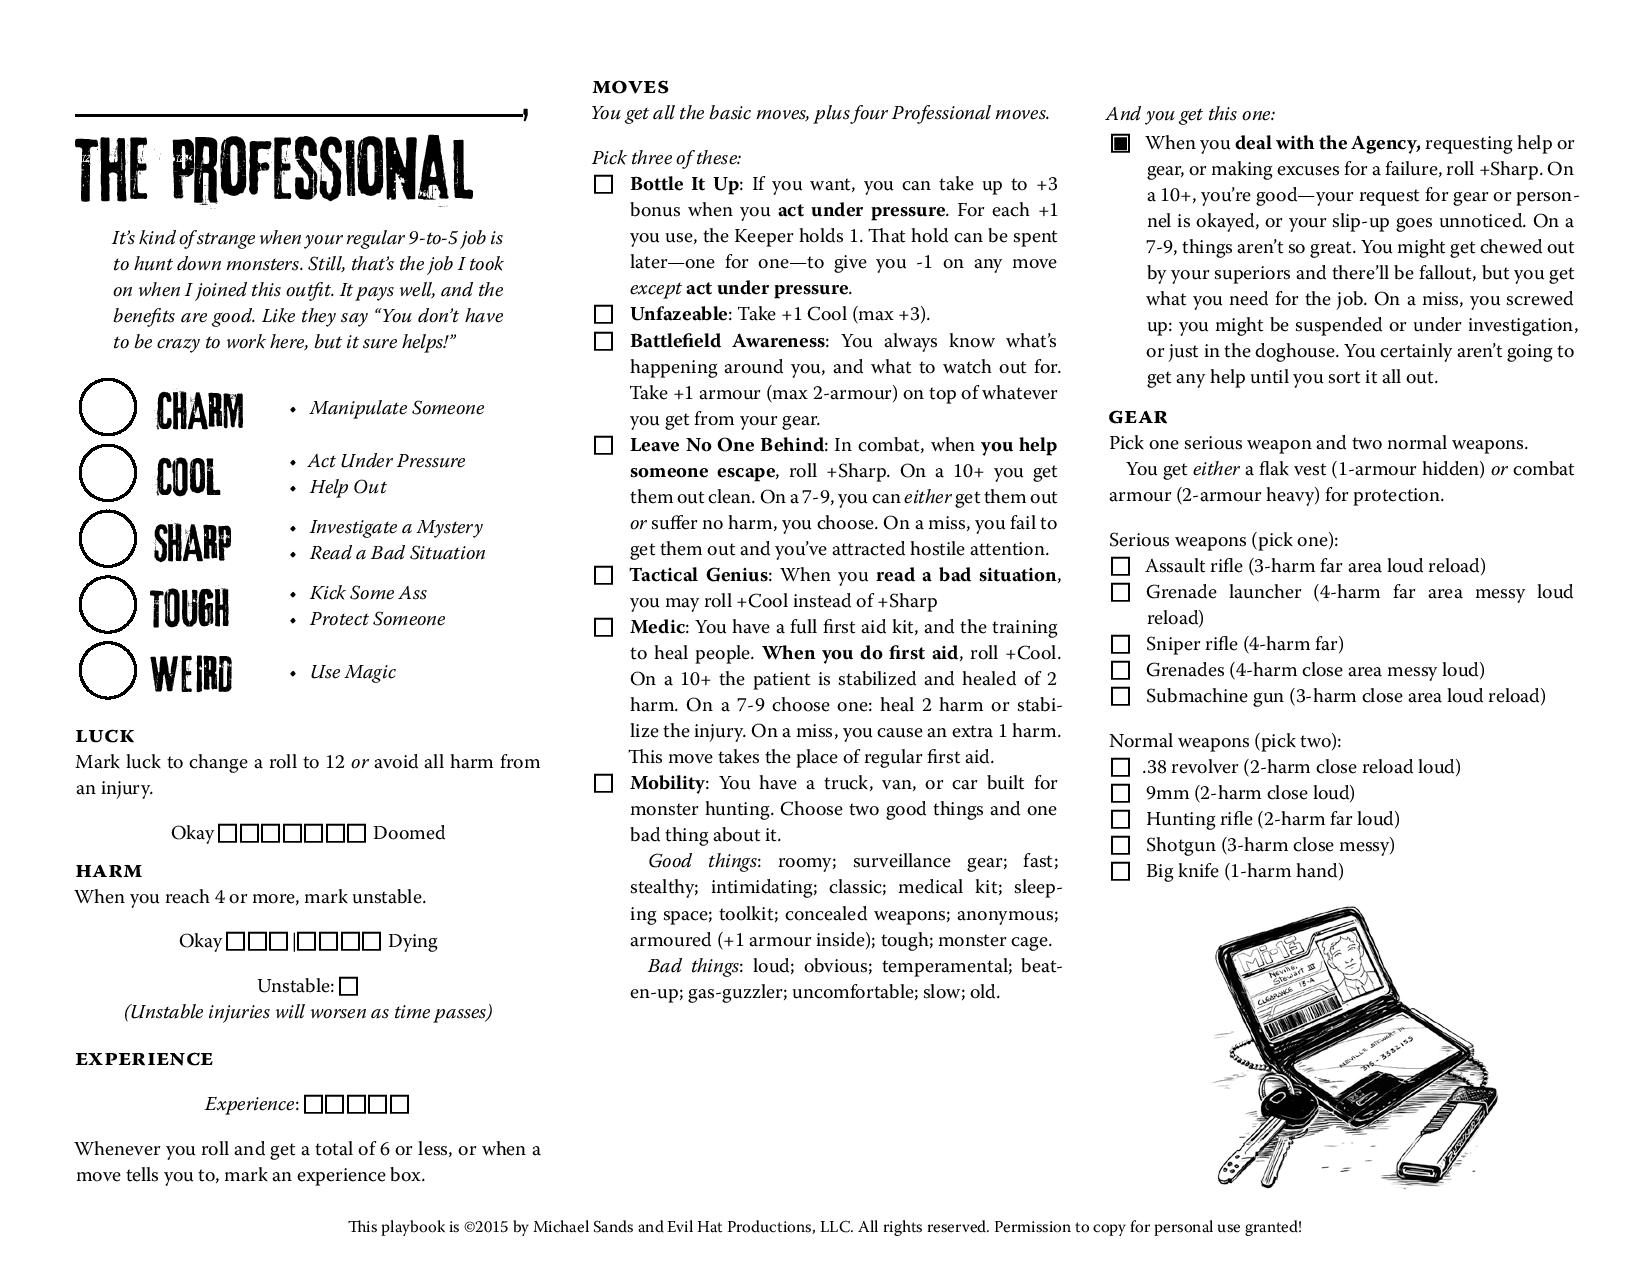 ,
THE PROFESSIONAL
It's kind of strange when your regular 9-to-5 job is
to hunt down monsters. Still, that's the job I took
on when I joined this outfit. It pays well, and the
benefits are good. Like they say “You don't have
to be crazy to work here, but it sure helps!”
CHARM
• Manipulate Someone
COOL
• Act Under Pressure
• Help Out
SHARP
• Investigate a Mystery
• Read a Bad Situation
TOUGH
• Kick Some Ass
• Protect Someone
WEIRD
• Use Magic
LUCK
Mark luck to change a roll to 12 or avoid all harm from
an injury.
Okay □□□□□□□ Doomed
HARM
When you reach 4 or more, mark unstable.
Okay □□□|□□□□ Dying
Unstable: □
(Unstable injuries will worsen as time passes)
EXPERIENCE
Experience: □□□□□
Whenever you roll and get a total of 6 or less, or when a
move tells you to, mark an experience box.
MOVES
You get all the basic moves, plus four Professional moves.
Pick three of these:
□ Bottle It Up: If you want, you can take up to +3
bonus when you act under pressure. For each +1
you use, the Keeper holds 1. That hold can be spent
later—one for one—to give you -1 on any move
except act under pressure.
□ Unfazeable: Take +1 Cool (max +3).
□ Battlefield Awareness: You always know what's
happening around you, and what to watch out for.
Take +1 armour (max 2-armour) on top of whatever
you get from your gear.
□ Leave No One Behind: In combat, when you help
someone escape, roll +Sharp. On a 10+ you get
them out clean. On a 7-9, you can either get them out
or suffer no harm, you choose. On a miss, you fail to
get them out and you've attracted hostile attention.
□ Tactical Genius: When you read a bad situation,
you may roll +Cool instead of +Sharp
□ Medic: You have a full first aid kit, and the training
to heal people. When you do first aid, roll +Cool.
On a 10+ the patient is stabilized and healed of 2
harm. On a 7-9 choose one: heal 2 harm or stabi-
lize the injury. On a miss, you cause an extra 1 harm.
This move takes the place of regular first aid.
□ Mobility: You have a truck, van, or car built for
monster hunting. Choose two good things and one
bad thing about it.
Good things: roomy; surveillance gear; fast;
stealthy; intimidating; classic; medical kit; sleep-
ing space; toolkit; concealed weapons; anonymous;
armoured (+1 armour inside); tough; monster cage.
Bad things: loud; obvious; temperamental; beat-
en-up; gas-guzzler; uncomfortable; slow; old.
And you get this one:
■ When you deal with the Agency, requesting help or
gear, or making excuses for a failure, roll +Sharp. On
a 10+, you're good—your request for gear or person-
nel is okayed, or your slip-up goes unnoticed. On a
7-9, things aren't so great. You might get chewed out
by your superiors and there'll be fallout, but you get
what you need for the job. On a miss, you screwed
up: you might be suspended or under investigation,
or just in the doghouse. You certainly aren't going to
get any help until you sort it all out.
GEAR
Pick one serious weapon and two normal weapons.
You get either a flak vest (1-armour hidden) or combat
armour (2-armour heavy) for protection.
Serious weapons (pick one):
□ Assault rifle (3-harm far area loud reload)
□ Grenade launcher (4-harm far area messy loud
reload)
□ Sniper rifle (4-harm far)
□ Grenades (4-harm close area messy loud)
□ Submachine gun (3-harm close area loud reload)
Normal weapons (pick two):
□ .38 revolver (2-harm close reload loud)
□ 9mm (2-harm close loud)
□ Hunting rifle (2-harm far loud)
□ Shotgun (3-harm close messy)
□ Big knife (1-harm hand)
Neville
Stewart III
CLEARANCE
NEVILLE STEWART III
This playbook is ©2015 by Michael Sands and Evil Hat Productions, LLC. All rights reserved. Permission to copy for personal use granted!